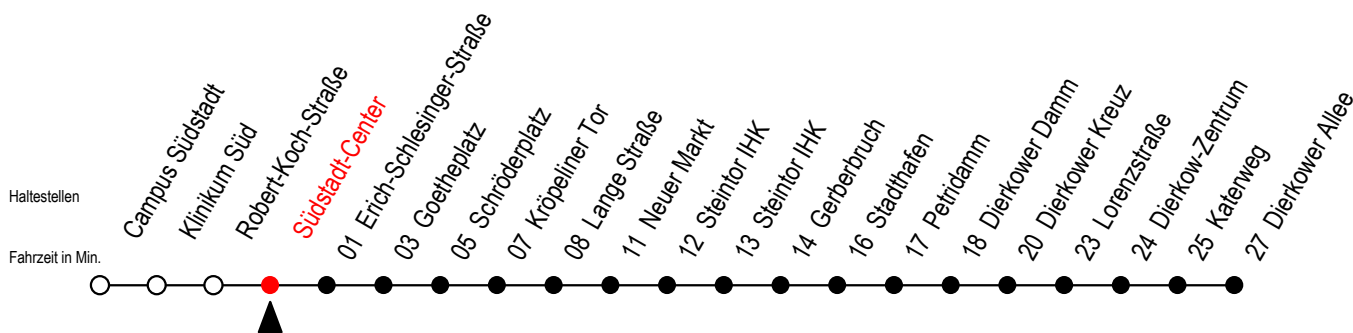 Haltestellen
Fahrzeit in Min.
Campus Südstadt
Klinikum Süd
Robert-Koch-Straße
Südstadt-Center
01 Erich-Schlesinger-Straße
03 Goetheplatz
05 Schröderplatz
07 Kröpeliner Tor
08 Lange Straße
11 Neuer Markt
12 Steintor IHK
13 Steintor IHK
14 Gerberbruch
16 Stadthafen
17 Petridamm
18 Dierkower Damm
20 Dierkower Kreuz
23 Lorenzstraße
24 Dierkow-Zentrum
25 Katerweg
27 Dierkower Allee